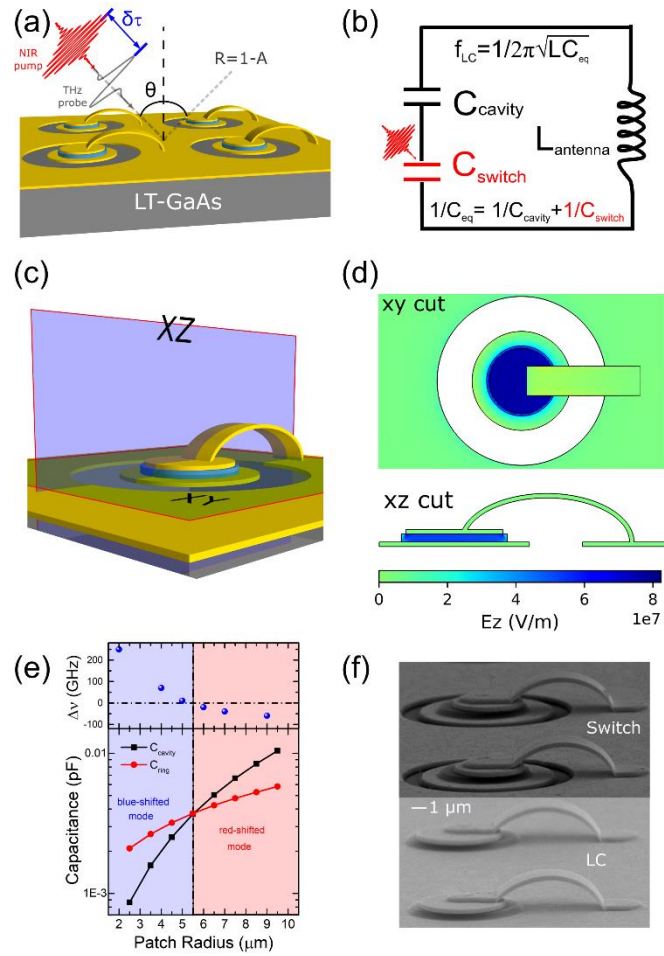 (a)
δτ
NIR
pump
THz
probe
θ
R=1-A
LT-GaAs
(b)
f_LC=1/2π√LC_eq
C_cavity
C_switch
L_antenna
1/C_eq= 1/C_cavity+1/C_switch
(c)
XZ
xy
(d)
xy cut
xz cut
0 2 4 6 8
1e7
Ez (V/m)
(e)
Δν (GHz)
200
100
0
-100
C_cavity
C_ring
0.01
1E-3
Capacitance (pF)
blue-shifted
mode
red-shifted
mode
2 3 4 5 6 7 8 9 10
Patch Radius (μm)
(f)
Switch
1 μm
LC